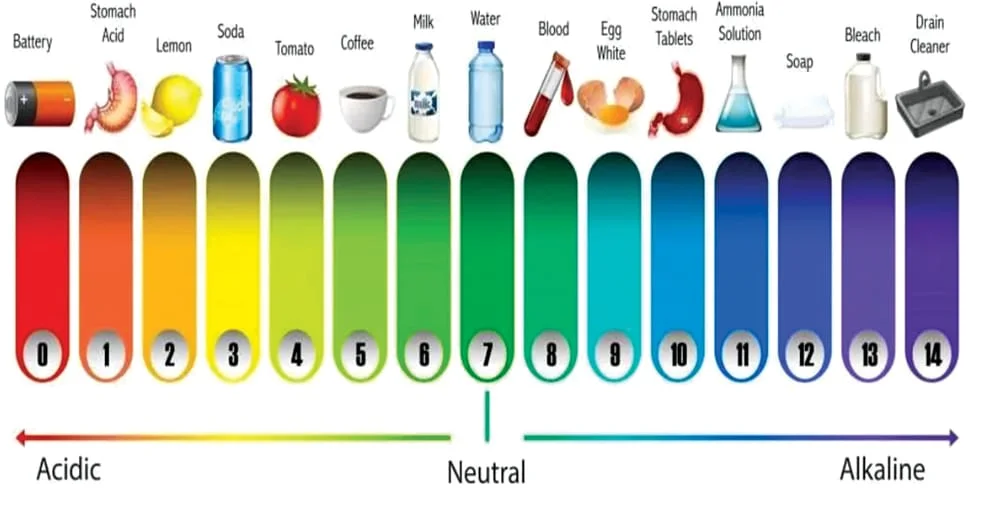 Battery
Stomach
Acid
Lemon
Soda
Tomato
Coffee
Milk
Water
Blood
Egg
White
Stomach
Tablets
Ammonia
Solution
Soap
Bleach
Drain
Cleaner
+
milk
0 1 2 3 4 5 6 7 8 9 10 11 12 13 14
Acidic
Neutral
Alkaline